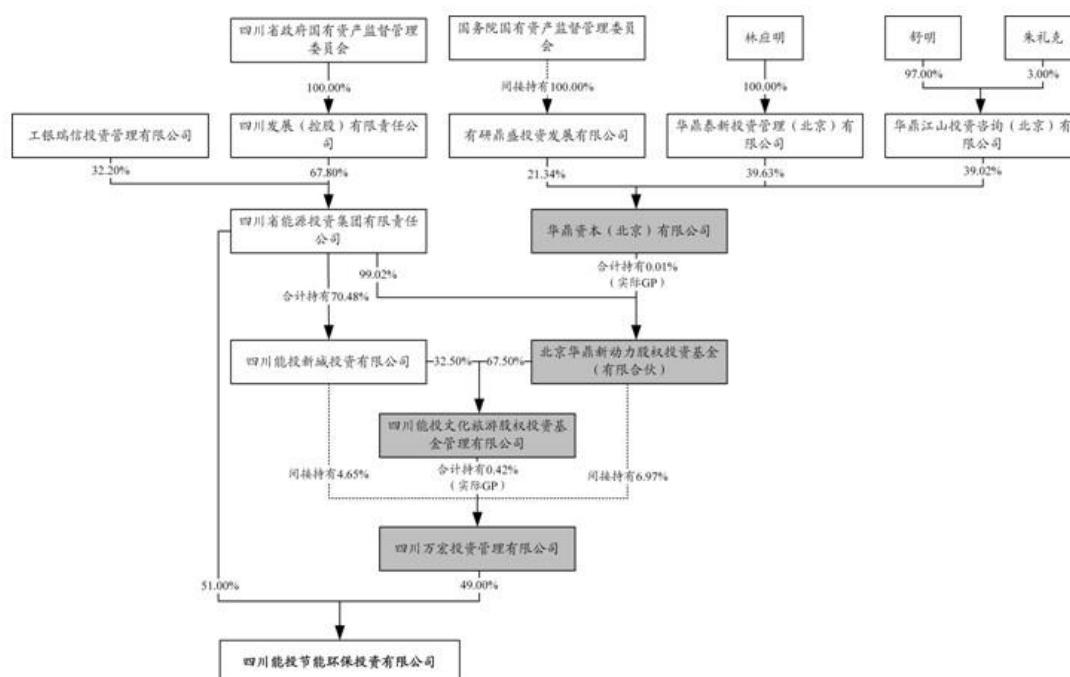 四川省政府国有资产监督管理
委员会
国务院国有资产监督管理委员
会
林应明
舒明
朱礼克
100.00%
间接持有100.00%
100.00%
97.00%
3.00%
工银瑞信投资管理有限公司
四川发展（控股）有限责任公
司
有研鼎盛投资发展有限公司
华鼎泰新投资管理（北京）有
限公司
华鼎江山投资咨询（北京）有
限公司
32.20%
67.80%
21.34%
39.63%
39.02%
四川省能源投资集团有限责任
公司
华鼎资本（北京）有限公司
99.02%
合计持有0.01%
（实际GP）
合计持有70.48%
四川能投新城投资有限公司
32.50%
67.50%
北京华鼎新动力股权投资基金
（有限合伙）
四川能投文化旅游股权投资基
金管理有限公司
间接持有4.65%
合计持有0.42%
（实际GP）
间接持有6.97%
四川万宏投资管理有限公司
51.00%
49.00%
四川能投节能环保投资有限公司